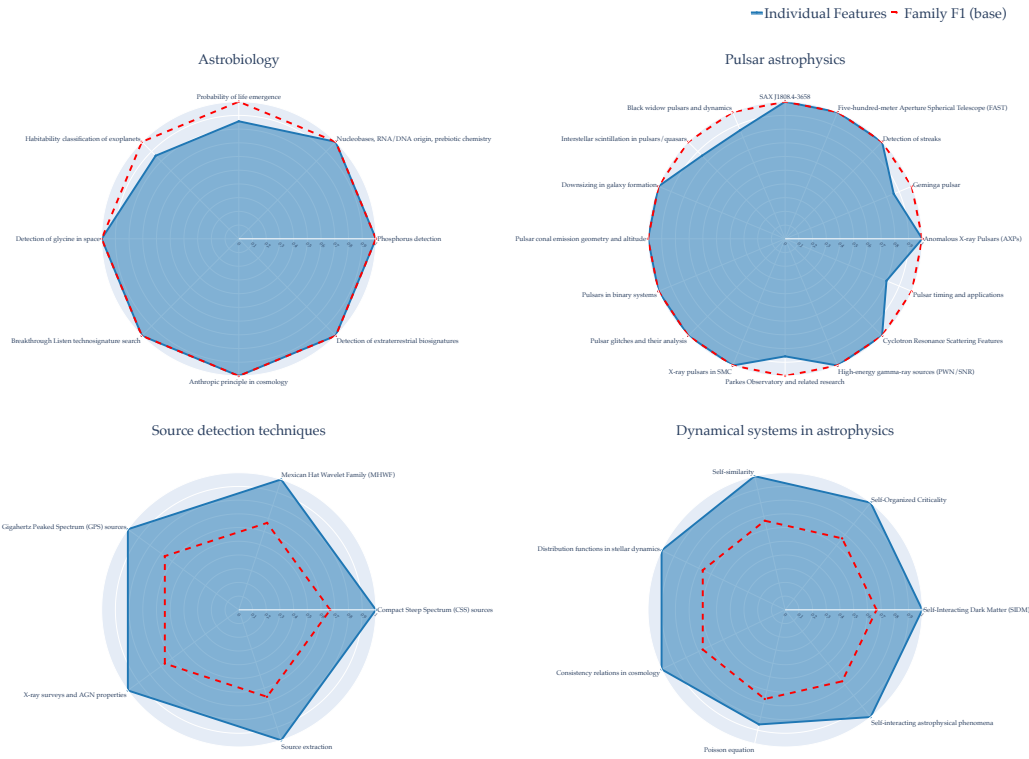 Individual Features
Family F1 (base)
Astrobiology
Probability of life emergence
Habitability classification of exoplanets
Nucleobases, RNA/DNA origin, prebiotic chemistry
Detection of glycine in space
Phosphorus detection
Breakthrough Listen technosignature search
Detection of extraterrestrial biosignatures
Anthropic principle in cosmology
Pulsar astrophysics
SAX J1808.4-3658
Black widow pulsars and dynamics
Five-hundred-meter Aperture Spherical Telescope (FAST)
Interstellar scintillation in pulsars/quasars
Detection of streaks
Downsizing in galaxy formation
Geminga pulsar
Pulsar conal emission geometry and altitude
Anomalous X-ray Pulsars (AXPs)
Pulsars in binary systems
Pulsar timing and applications
Pulsar glitches and their analysis
Cyclotron Resonance Scattering Features
X-ray pulsars in SMC
High-energy gamma-ray sources (PWN/SNR)
Parkes Observatory and related research
Source detection techniques
Mexican Hat Wavelet Family (MHWF)
Gigahertz Peaked Spectrum (GPS) sources
Compact Steep Spectrum (CSS) sources
X-ray surveys and AGN properties
Source extraction
Dynamical systems in astrophysics
Self-similarity
Self-Organized Criticality
Distribution functions in stellar dynamics
Self-Interacting Dark Matter (SIDM)
Consistency relations in cosmology
Self-interacting astrophysical phenomena
Poisson equation